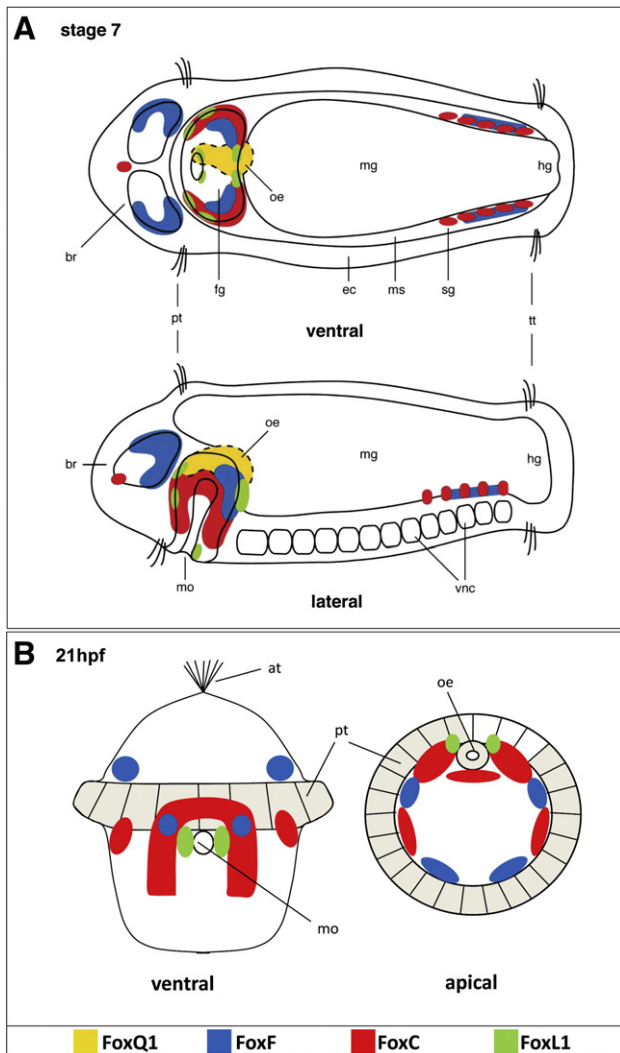 A stage 7
oe
mg
hg
br
fg
ec
ms
sg
pt
tt
ventral
oe
br
mg
hg
mo
vnc
lateral
B 21hpf
at
oe
pt
mo
ventral
apical
FoxQ1 FoxF FoxC FoxL1